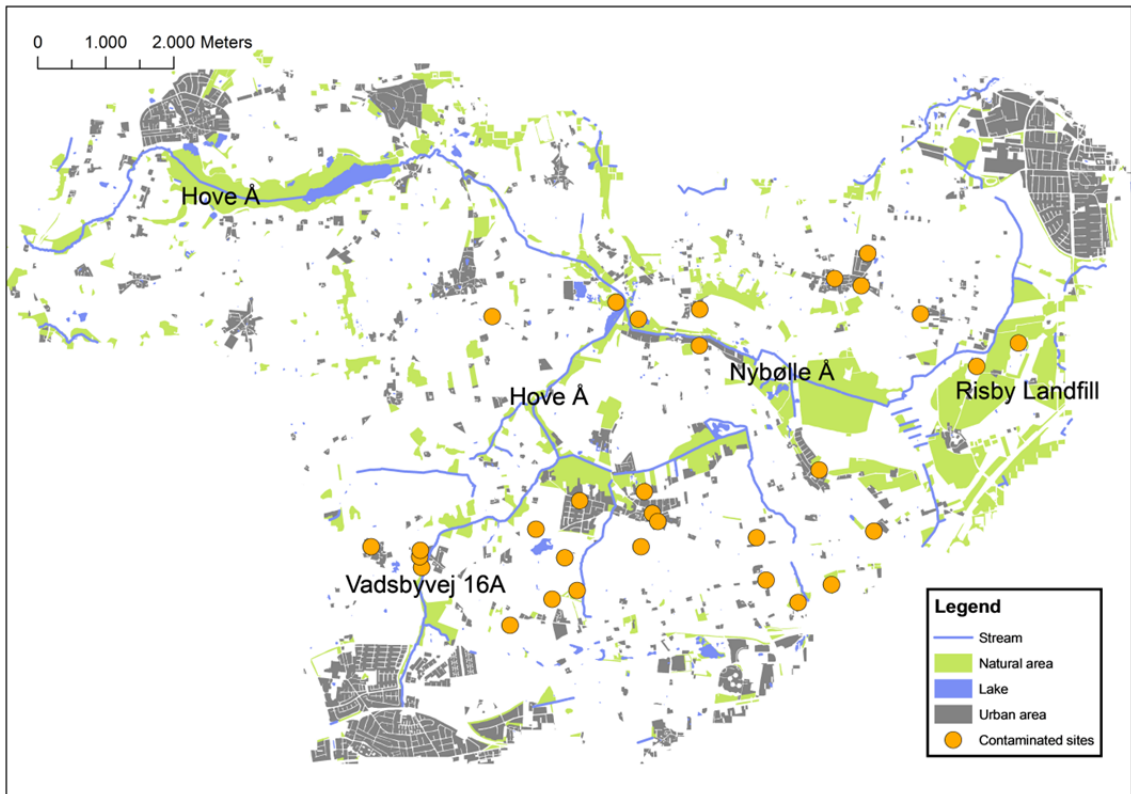 0 1.000 2.000 Meters
Hove Å
Hove Å
Nybølle Å
Risby Landfill
Vadsbyvej 16A
Legend
Stream
Natural area
Lake
Urban area
Contaminated sites